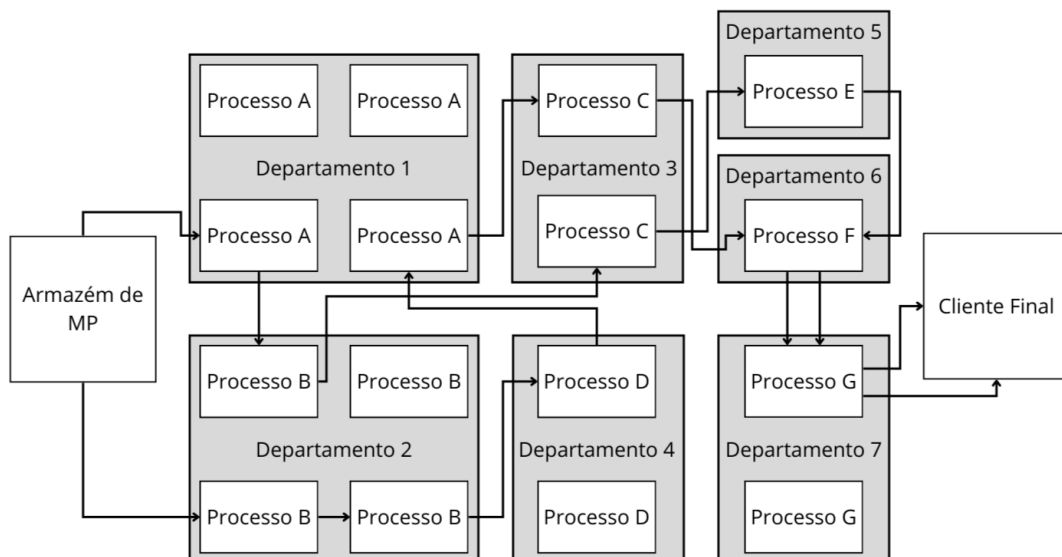 Departamento 5
Processo A
Processo A
Processo C
Processo E
Departamento 1
Departamento 3
Departamento 6
Processo A
Processo A
Processo C
Processo F
Armazém de
MP
Cliente Final
Processo B
Processo B
Processo D
Processo G
Departamento 2
Departamento 4
Departamento 7
Processo B
Processo B
Processo D
Processo G